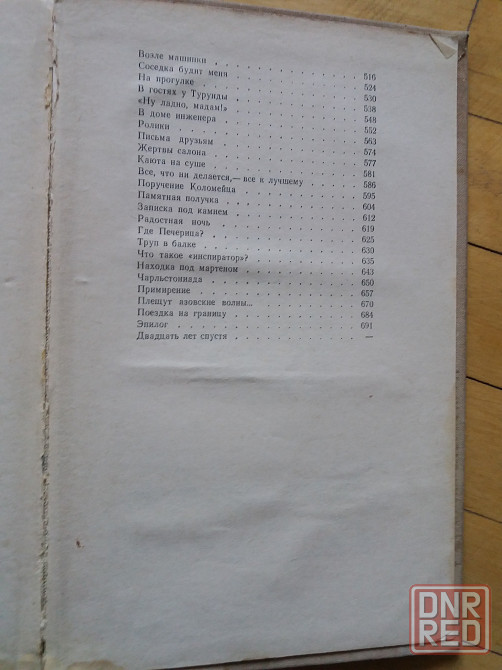 Возле машинки . . . . . . . . . . . . 516
Соседка будит меня . . . . . . . . . . . . 524
На прогулке . . . . . . . . . . . . 530
В гостях у Турунды . . . . . . . . . . . . 538
«Ну ладно, мадам!» . . . . . . . . . . . . 548
В доме инженера . . . . . . . . . . . . 552
Ролики . . . . . . . . . . . . 563
Письма друзьям . . . . . . . . . . . . 574
Жертвы салона . . . . . . . . . . . . 577
Каюта на суше . . . . . . . . . . . . 581
Все, что ни делается,— все к лучшему . . . . . . 586
Поручение Коломейца . . . . . . . . . . . . 595
Памятная получка . . . . . . . . . . . . 604
Записка под камнем . . . . . . . . . . . . 612
Радостная ночь . . . . . . . . . . . . 619
Где Печерица? . . . . . . . . . . . . 625
Труп в балке . . . . . . . . . . . . 630
Что такое «инспиратор»? . . . . . . . . . . . . 635
Находка под мартеном . . . . . . . . . . . . 643
Чарльстониада . . . . . . . . . . . . 650
Примирение . . . . . . . . . . . . 657
Плещут азовские волны... . . . . . . . . . . . 670
Поездка на границу . . . . . . . . . . . . 684
Эпилог . . . . . . . . . . . . 691
Двадцать лет спустя . . . . . . . . . . . . —
DNR
RED